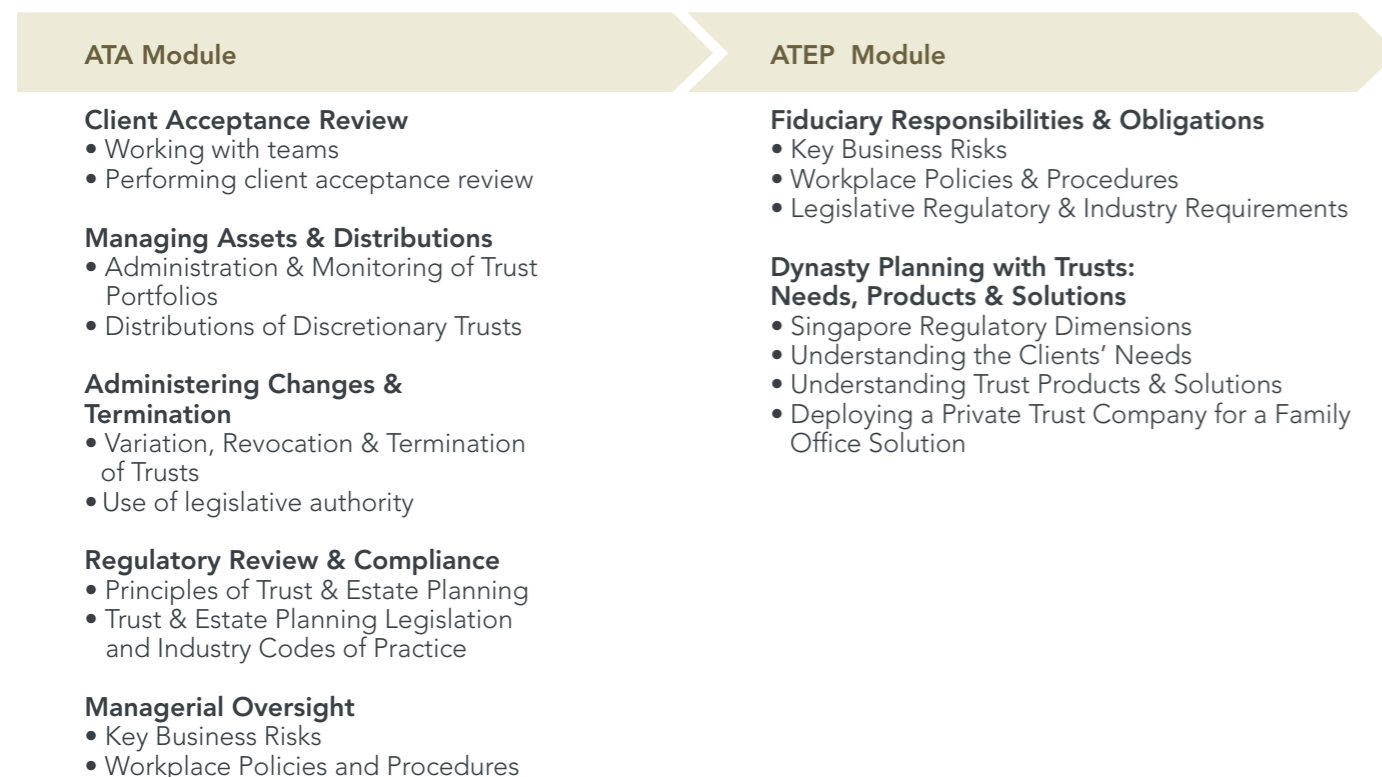 ATA Module
Client Acceptance Review
• Working with teams
• Performing client acceptance review
Managing Assets & Distributions
• Administration & Monitoring of Trust
Portfolios
• Distributions of Discretionary Trusts
Administering Changes &
Termination
• Variation, Revocation & Termination
of Trusts
• Use of legislative authority
Regulatory Review & Compliance
• Principles of Trust & Estate Planning
• Trust & Estate Planning Legislation
and Industry Codes of Practice
Managerial Oversight
• Key Business Risks
• Workplace Policies and Procedures
ATEP Module
Fiduciary Responsibilities & Obligations
• Key Business Risks
• Workplace Policies & Procedures
• Legislative Regulatory & Industry Requirements
Dynasty Planning with Trusts:
Needs, Products & Solutions
• Singapore Regulatory Dimensions
• Understanding the Clients’ Needs
• Understanding Trust Products & Solutions
• Deploying a Private Trust Company for a Family
Office Solution